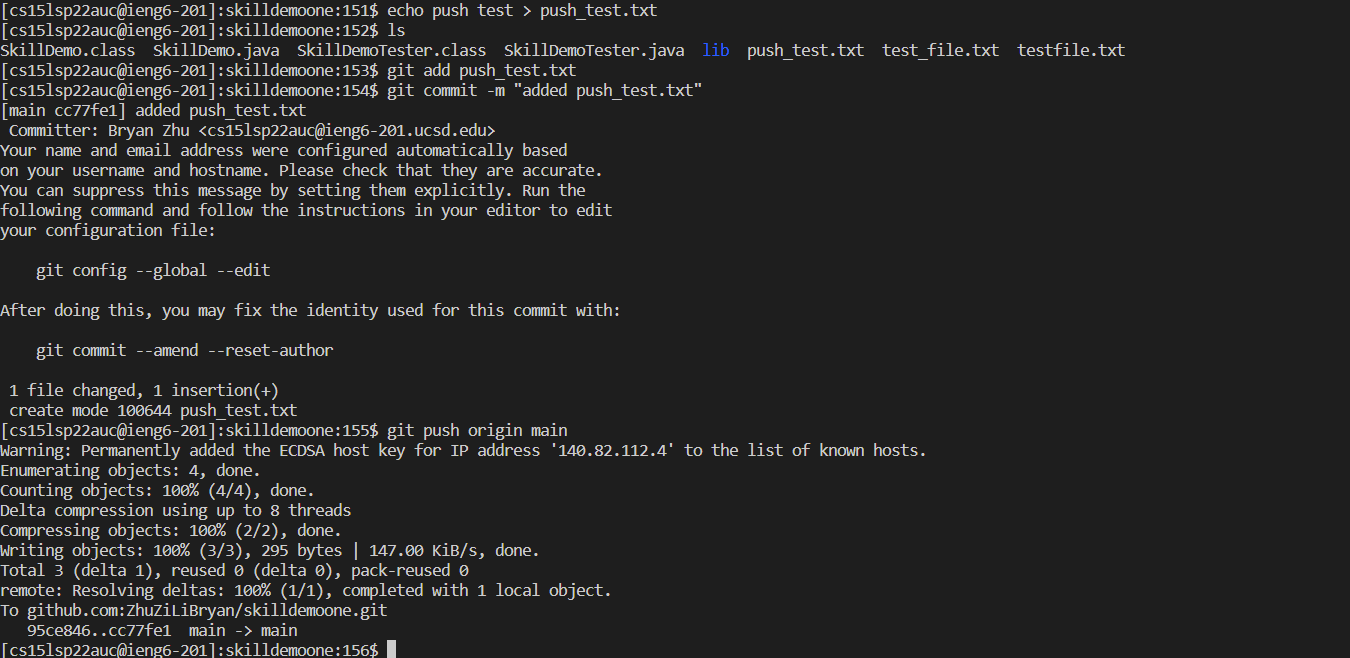 [cs15lsp22auc@ieng6-201]:skilldemoone:151$ echo push test > push_test.txt
[cs15lsp22auc@ieng6-201]:skilldemoone:152$ ls
SkillDemo.class  SkillDemo.java  SkillDemoTester.class  SkillDemoTester.java  lib  push_test.txt  test_file.txt  testfile.txt
[cs15lsp22auc@ieng6-201]:skilldemoone:153$ git add push_test.txt
[cs15lsp22auc@ieng6-201]:skilldemoone:154$ git commit -m "added push_test.txt"
[main cc77fe1] added push_test.txt
 Committer: Bryan Zhu <cs15lsp22auc@ieng6-201.ucsd.edu>
Your name and email address were configured automatically based
on your username and hostname. Please check that they are accurate.
You can suppress this message by setting them explicitly. Run the
following command and follow the instructions in your editor to edit
your configuration file:

    git config --global --edit

After doing this, you may fix the identity used for this commit with:

    git commit --amend --reset-author

 1 file changed, 1 insertion(+)
 create mode 100644 push_test.txt
[cs15lsp22auc@ieng6-201]:skilldemoone:155$ git push origin main
Warning: Permanently added the ECDSA host key for IP address '140.82.112.4' to the list of known hosts.
Enumerating objects: 4, done.
Counting objects: 100% (4/4), done.
Delta compression using up to 8 threads
Compressing objects: 100% (2/2), done.
Writing objects: 100% (3/3), 295 bytes | 147.00 KiB/s, done.
Total 3 (delta 1), reused 0 (delta 0), pack-reused 0
remote: Resolving deltas: 100% (1/1), completed with 1 local object.
To github.com:ZhuZiLiBryan/skilldemoone.git
   95ce846..cc77fe1  main -> main
[cs15lsp22auc@ieng6-201]:skilldemoone:156$